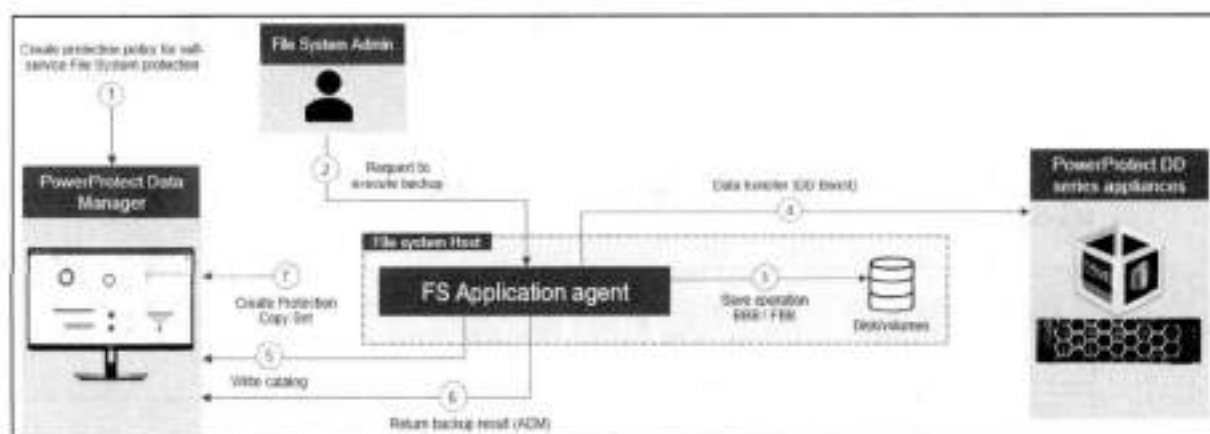 Create protection policy for self-
service File System protection
1
File System Admin
2
Request to
execute backup
PowerProtect Data
Manager
Data transfer (DD Boost)
4
PowerProtect DD
series appliances
File system Host
FS Application agent
7
Create Protection
Copy Set
3
Save operation
BBB / FBB
Disk/volumes
5
Write catalog
6
Return backup result (ADM)